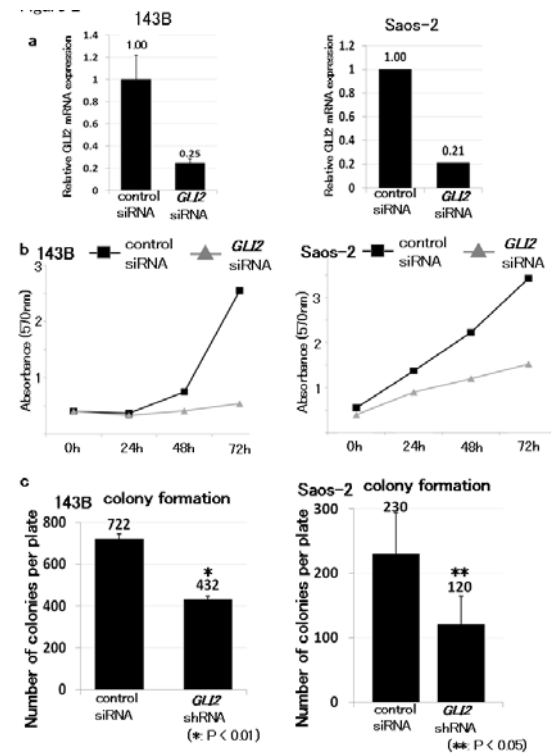 143B
Saos-2
a
Relative GLI2 mRNA expression
1.4
1.2
1
0.8
0.6
0.4
0.2
0
1.00
0.25
control
siRNA
GLI2
siRNA
Relative GLI2 mRNA expression
1.2
1
0.8
0.6
0.4
0.2
0
1.00
0.21
control
siRNA
GLI2
siRNA
b
143B
control
siRNA
GLI2
siRNA
Absorbance (570nm)
3
2
1
0h
24h
48h
72h
Saos-2
control
siRNA
GLI2
siRNA
Absorbance (570nm)
3
2
1
0h
24h
48h
72h
c
143B
colony formation
Number of colonies per plate
800
600
400
200
0
722
*
432
control
siRNA
GLI2
shRNA
(*: P < 0.01)
Saos-2
colony formation
Number of colonies per plate
300
200
100
0
230
**
120
control
siRNA
GLI2
shRNA
(**: P < 0.05)